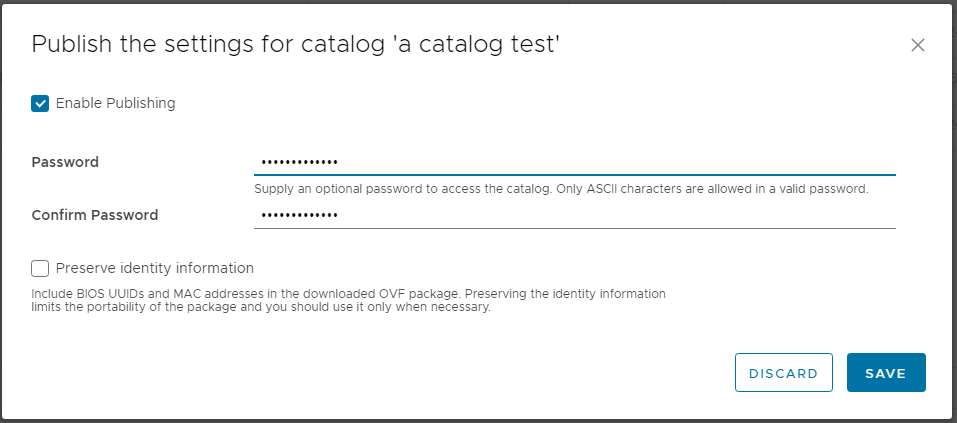 Publish the settings for catalog 'a catalog test'
Enable Publishing
Password •••••••••••••
Supply an optional password to access the catalog. Only ASCII characters are allowed in a valid password.
Confirm Password •••••••••••••
Preserve identity information
Include BIOS UUIDs and MAC addresses in the downloaded OVF package. Preserving the identity information
limits the portability of the package and you should use it only when necessary.
DISCARD SAVE